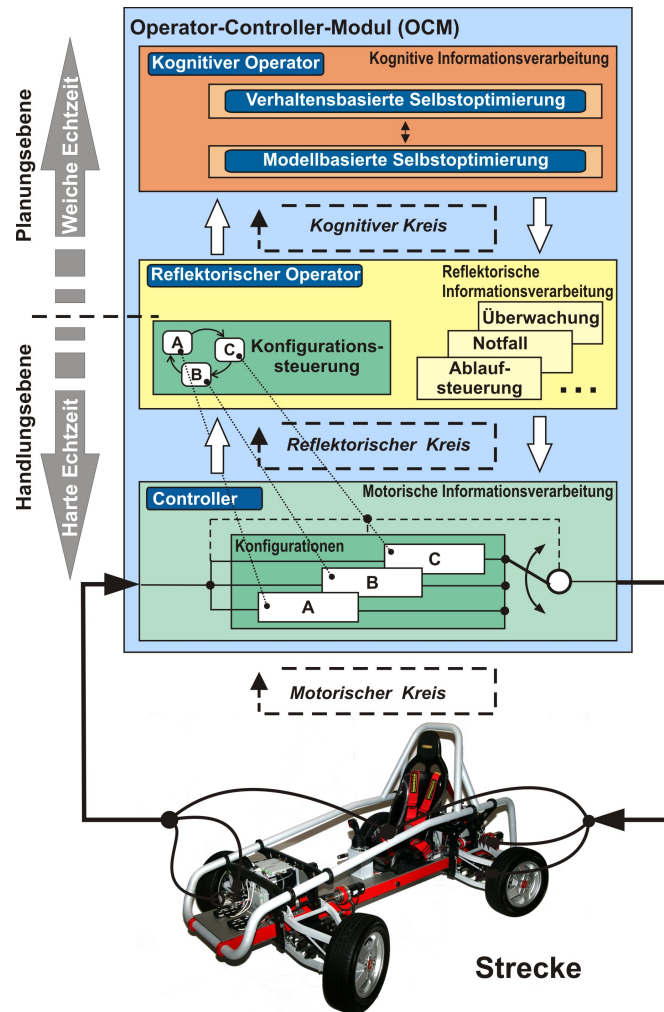 Operator-Controller-Modul (OCM)
Kognitiver Operator
Kognitive Informationsverarbeitung
Verhaltensbasierte Selbstoptimierung
Modellbasierte Selbstoptimierung
Planungsebene
Weiche Echtzeit
Kognitiver Kreis
Reflektorischer Operator
Reflektorische
Informationsverarbeitung
A
B
C
Konfigurations-
steuerung
Überwachung
Notfall
Ablauf-
steuerung
...
Handlungsebene
Harte Echtzeit
Reflektorischer Kreis
Controller
Motorische Informationsverarbeitung
Konfigurationen
C
B
A
Motorischer Kreis
Strecke